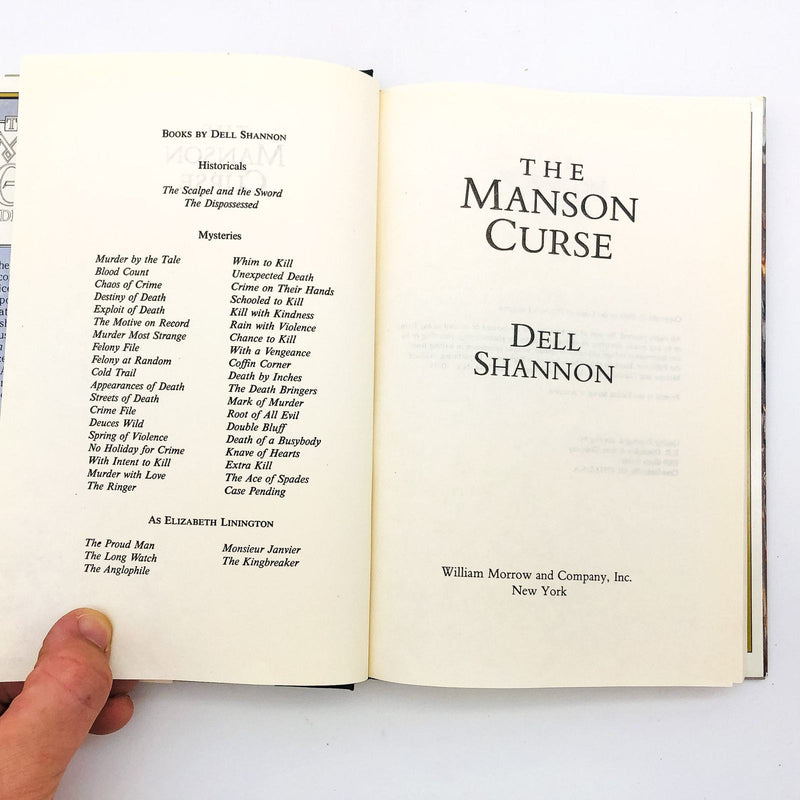 BOOKS BY DELL SHANNON
Historicals
The Scalpel and the Sword
The Dispossessed
Mysteries
Murder by the Tale
Blood Count
Chaos of Crime
Destiny of Death
Exploit of Death
The Motive on Record
Murder Most Strange
Felony File
Felony at Random
Cold Trail
Appearances of Death
Streets of Death
Crime File
Deuces Wild
Spring of Violence
No Holiday for Crime
With Intent to Kill
Murder with Love
The Ringer
Whim to Kill
Unexpected Death
Crime on Their Hands
Schooled to Kill
Kill with Kindness
Rain with Violence
Chance to Kill
With a Vengeance
Coffin Corner
Death by Inches
The Death Bringers
Mark of Murder
Root of All Evil
Double Bluff
Death of a Busybody
Knave of Hearts
Extra Kill
The Ace of Spades
Case Pending
AS ELIZABETH LININGTON
The Proud Man
The Long Watch
The Anglophile
Monsieur Janvier
The Kingbreaker
THE
MANSON
CURSE
DELL
SHANNON
William Morrow and Company, Inc.
New York